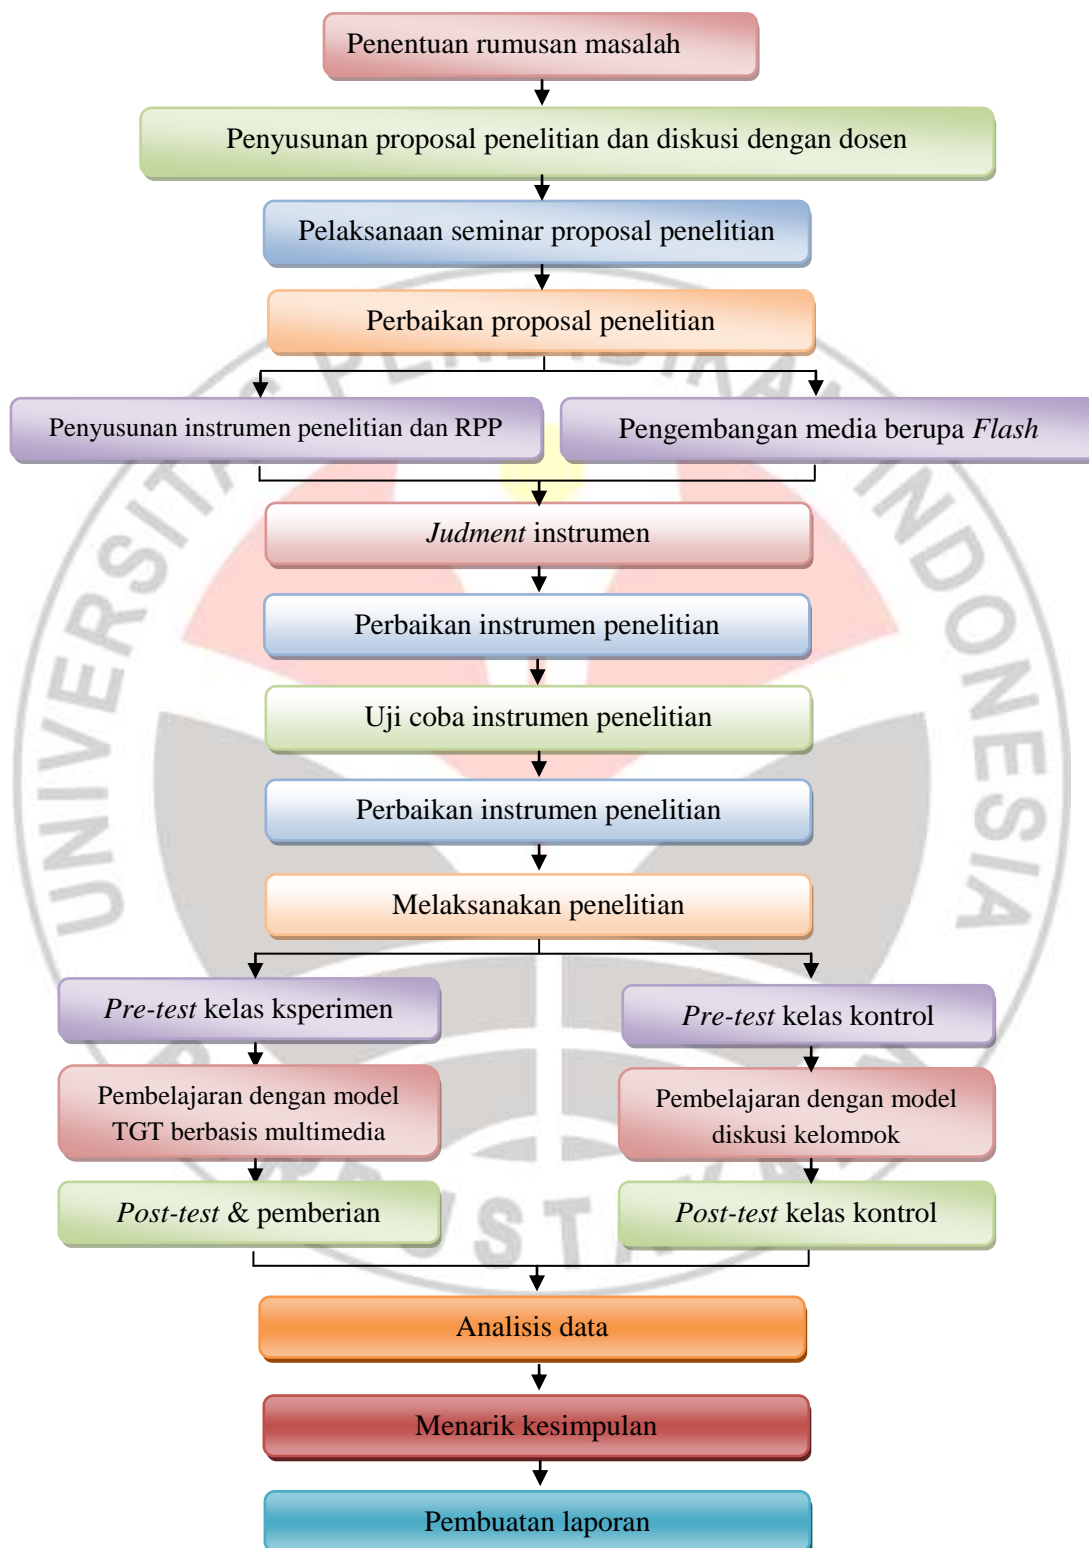 Penentuan rumusan masalah
Penyusunan proposal penelitian dan diskusi dengan dosen
Pelaksanaan seminar proposal penelitian
Perbaikan proposal penelitian
Penyusunan instrumen penelitian dan RPP
Pengembangan media berupa Flash
Judment instrumen
Perbaikan instrumen penelitian
Uji coba instrumen penelitian
Perbaikan instrumen penelitian
Melaksanakan penelitian
Pre-test kelas ksperimen
Pre-test kelas kontrol
Pembelajaran dengan model
TGT berbasis multimedia
Pembelajaran dengan model
diskusi kelompok
Post-test & pemberian
Post-test kelas kontrol
Analisis data
Menarik kesimpulan
Pembuatan laporan
UNIVERSITAS PENDIDIKAN INDONESIA